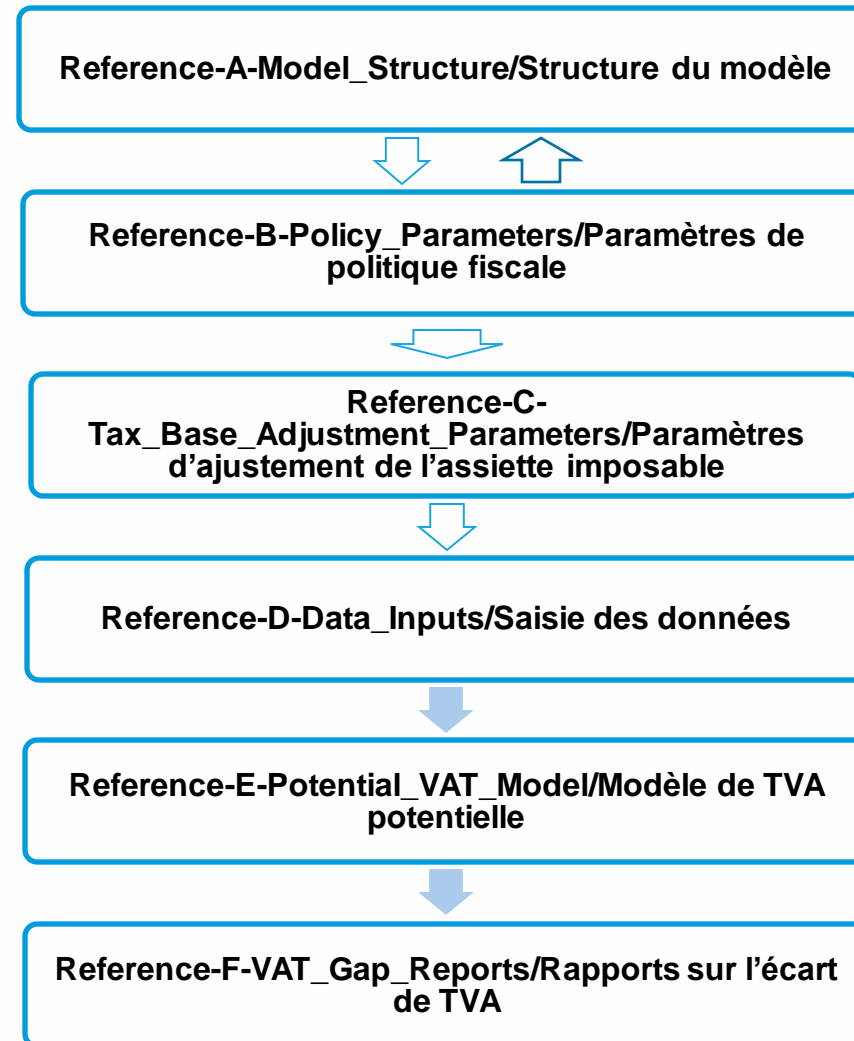 Reference-A-Model_Structure/Structure du modèle
Reference-B-Policy_Parameters/Paramètres de
politique fiscale
Reference-C-
Tax_Base_Adjustment_Parameters/Paramètres
d'ajustement de l’assiette imposable
Reference-D-Data_Inputs/Saisie des données
Reference-E-Potential_VAT_Model/Modèle de TVA
potentielle
Reference-F-VAT_Gap_Reports/Rapports sur l’écart
de TVA